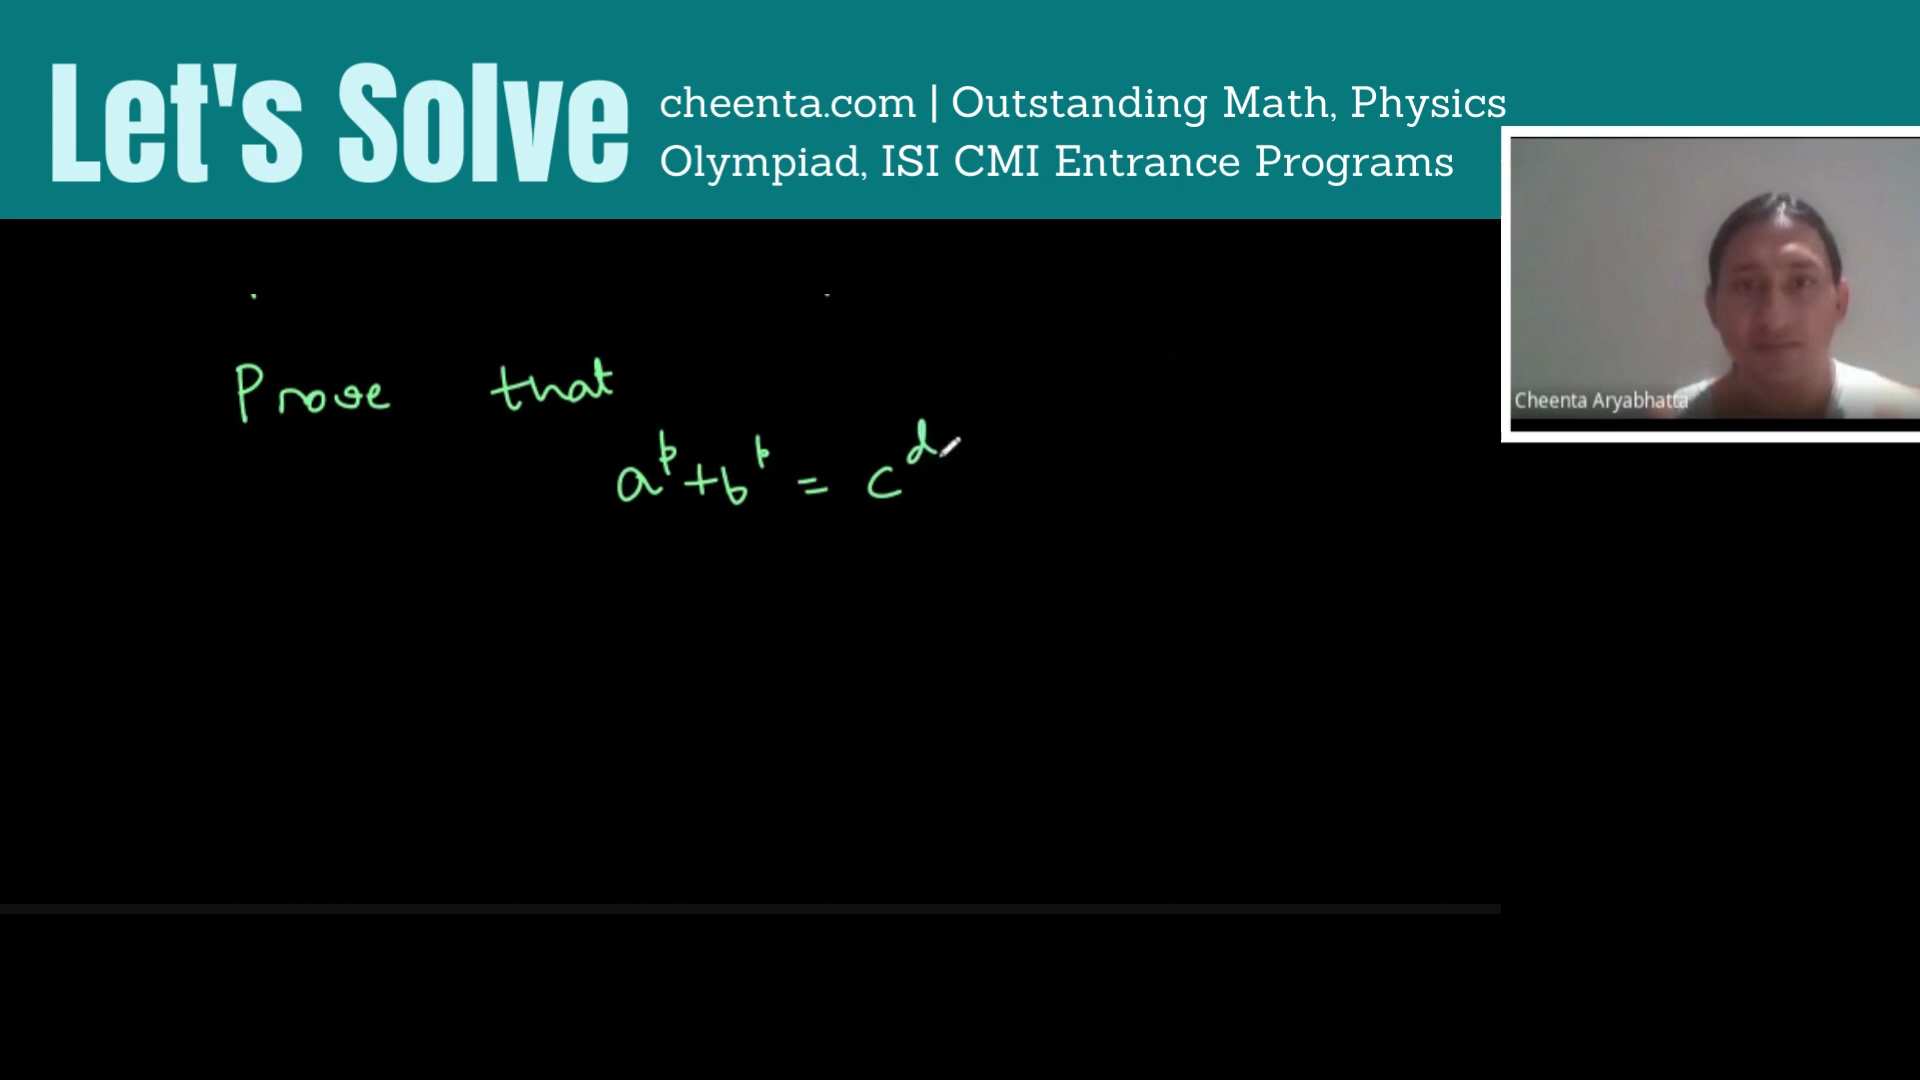 Let's Solve
cheenta.com | Outstanding Math, Physics
Olympiad, ISI CMI Entrance Programs
Cheenta Aryabhatta
Prove that
a^p + b^p = c^d